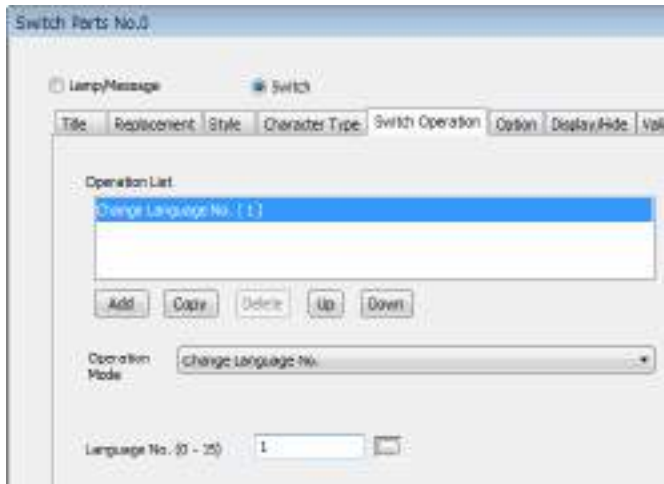 Switch Parts No.0
Lamp/Message Switch
Title Replacement Style Character Type Switch Operation Option Display/Hide Val
Operation List
Change Language No. [ 1 ]
Add Copy Delete Up Down
Operation Mode Change Language No.
Language No. (0 - 15) 1